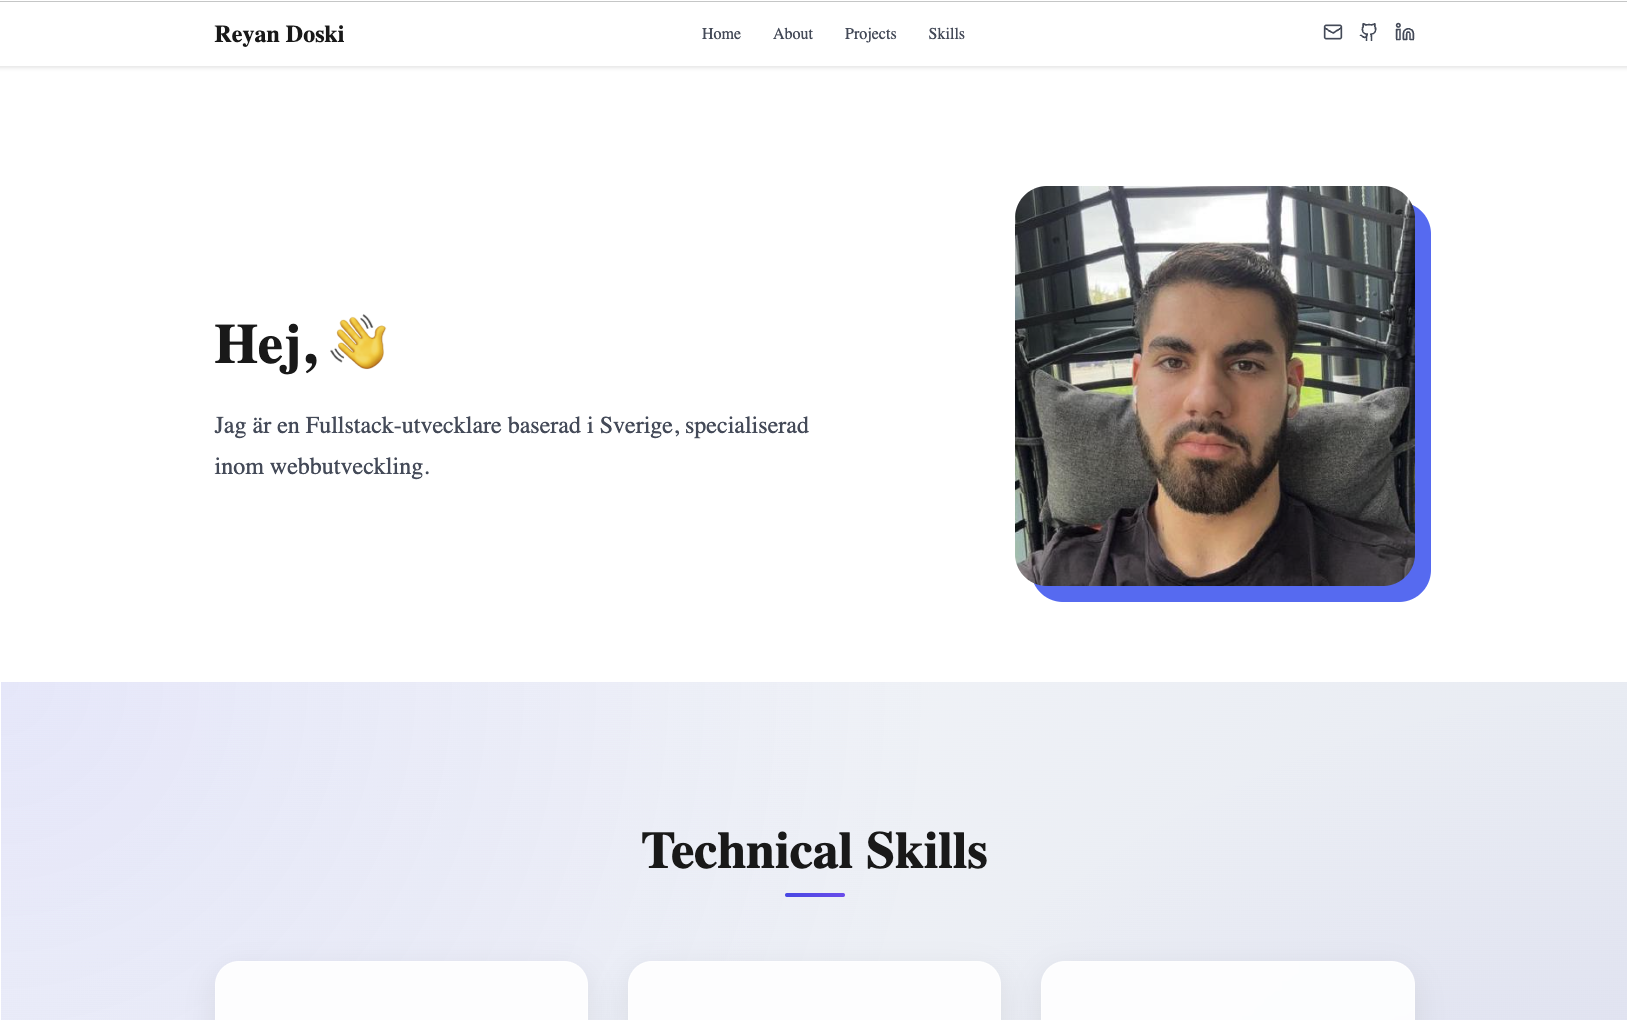 Reyan Doski
Home About Projects Skills
Hej, 👋
Jag är en Fullstack-utvecklare baserad i Sverige, specialiserad
inom webbutveckling.
Technical Skills